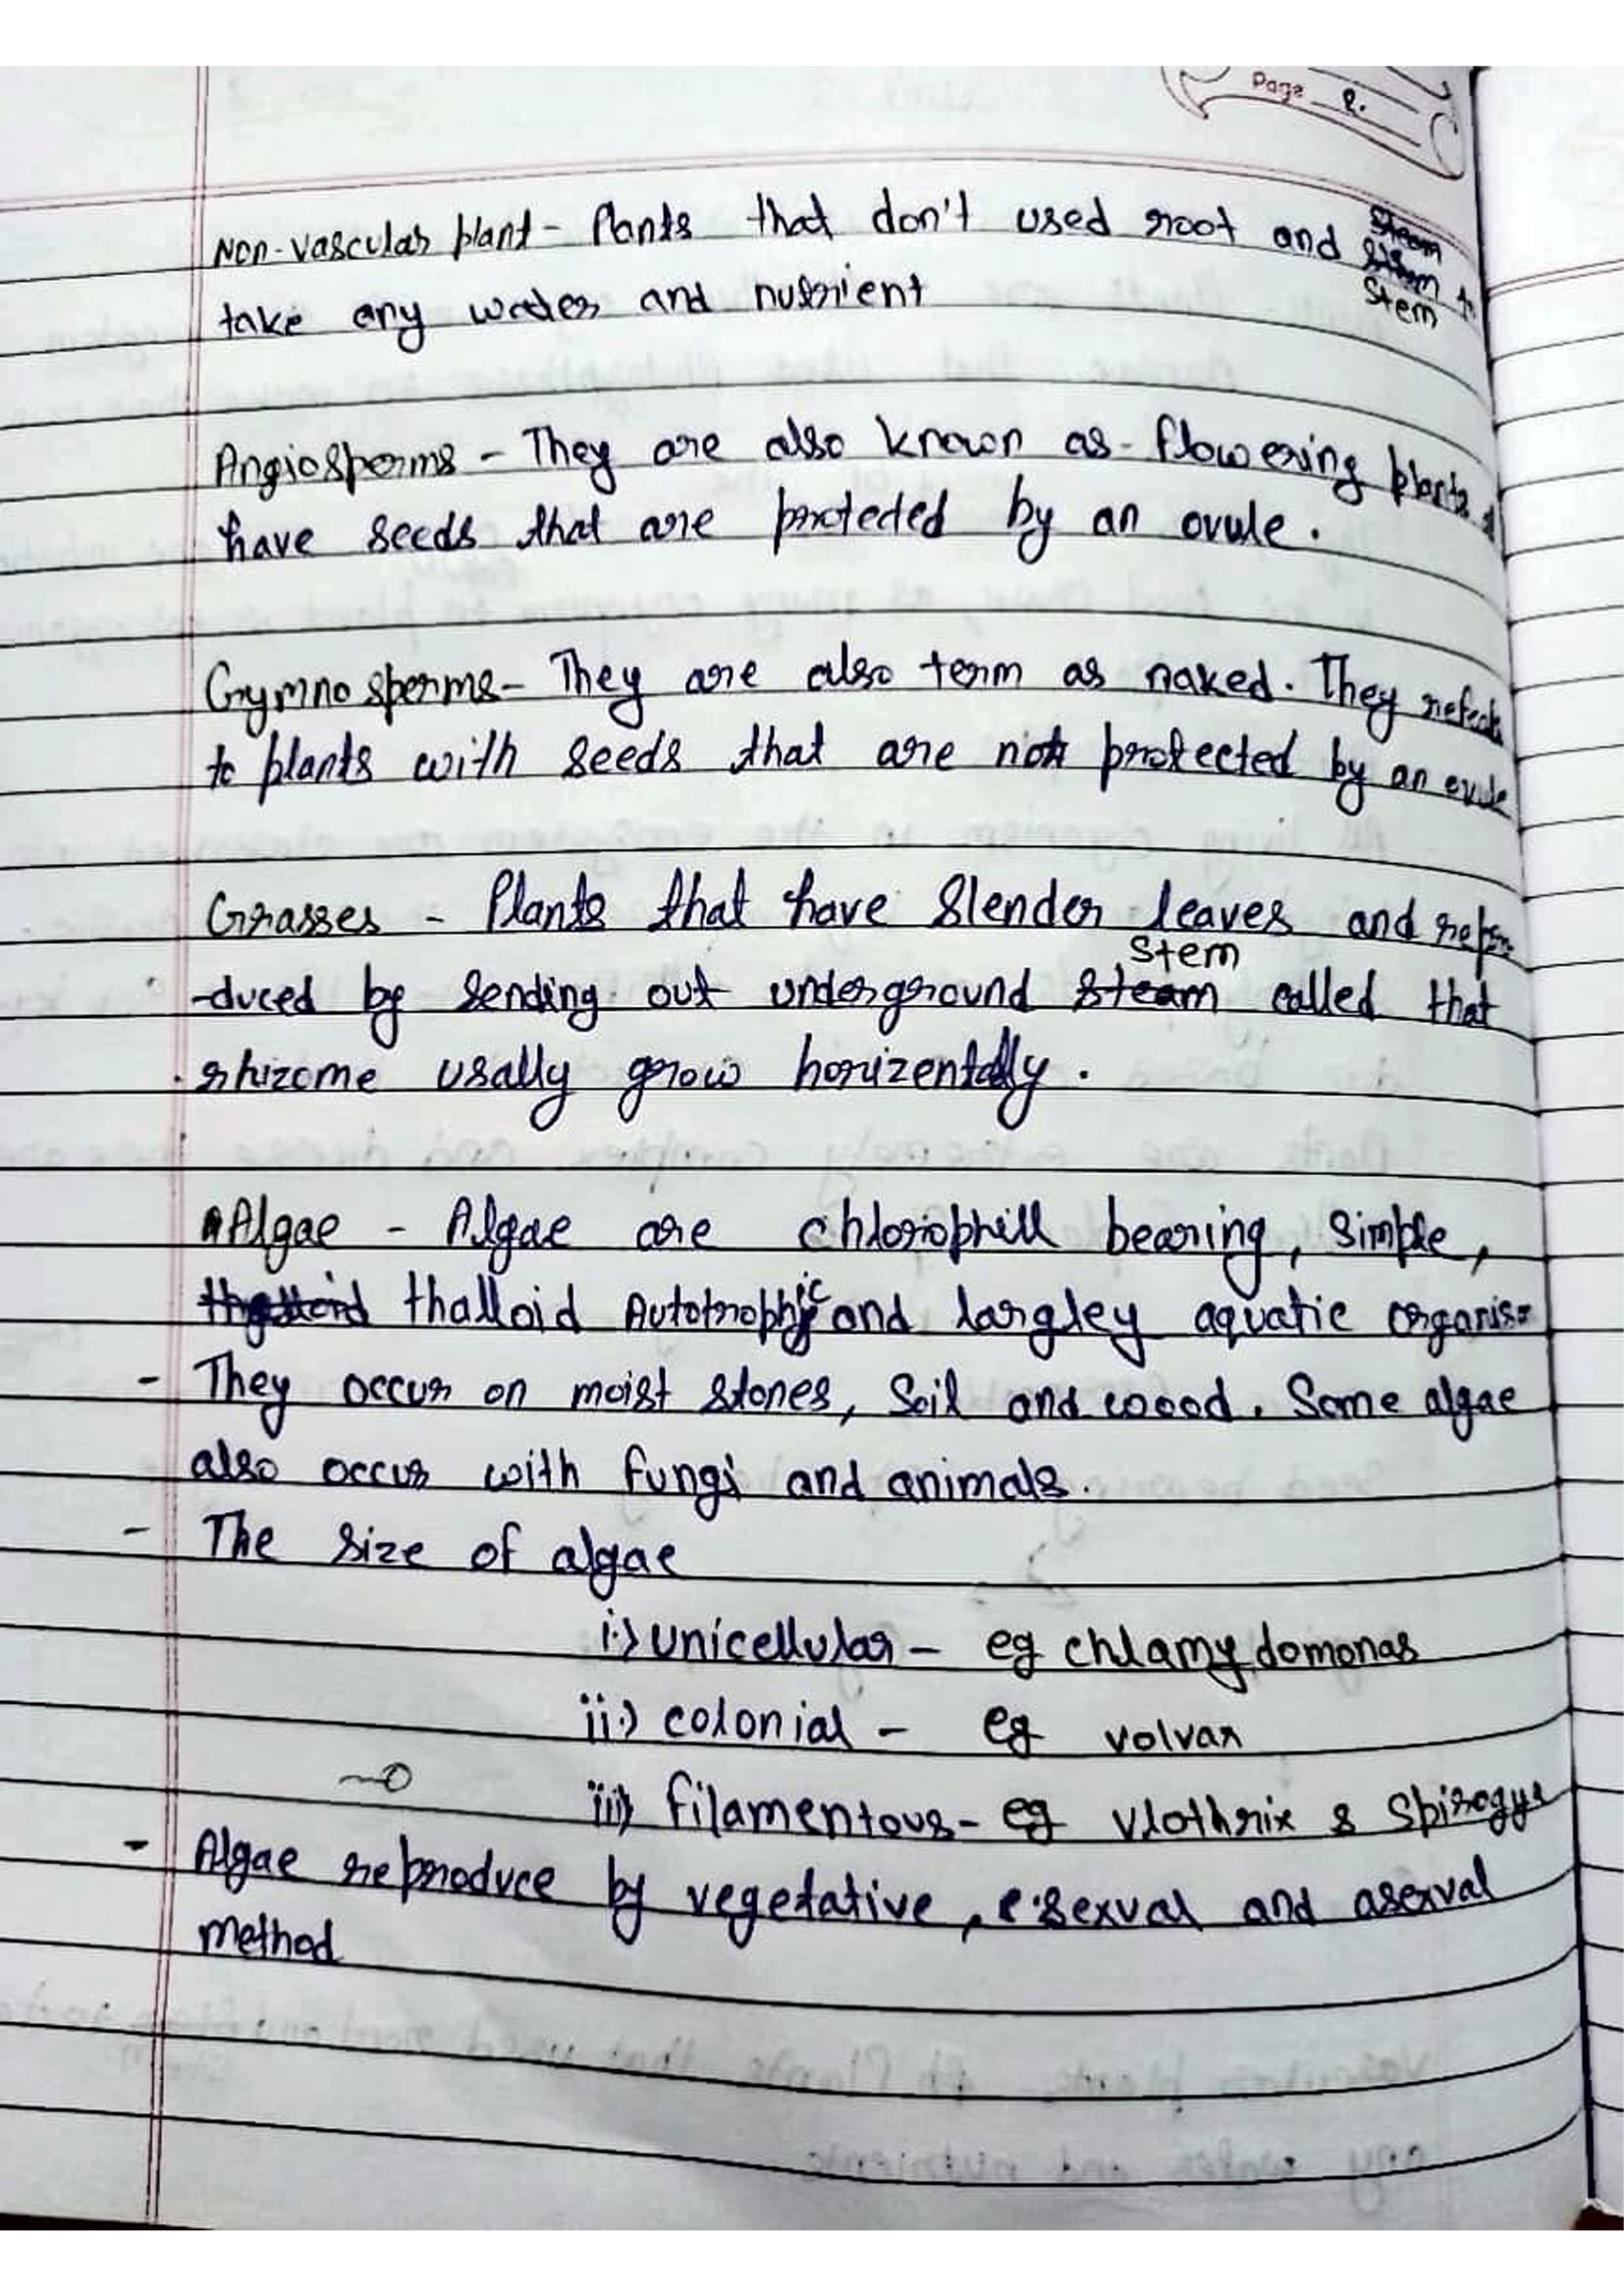 Page 2.
Non-vascular plant - Plants that don't used root and
Stem to
take any water and nutrient
Angiosperms - They are also known as - flowering plants
have seeds that are protected by an ovule.
Gymnosperms - They are also term as naked. They refeck
to plants with seeds that are not protected by an ovule
Grasses - Plants that have slender leaves and repro
Stem
-duced by sending out underground steam called that
rhizome usally grow horizentally.
Algae - Algae are chlorophill bearing, simple,
thalloid Autotrophic and largley aquatic organis-
- They occur on moist stones, soil and wood. Some algae
also occur with fungi and animals.
- The size of algae
i) unicellular - eg chlamydomonas
ii) colonial - eg volvax
iii) filamentous - eg Vlothrix & Spirogyr
- Algae reproduce by vegetative, sexual and asexual
method